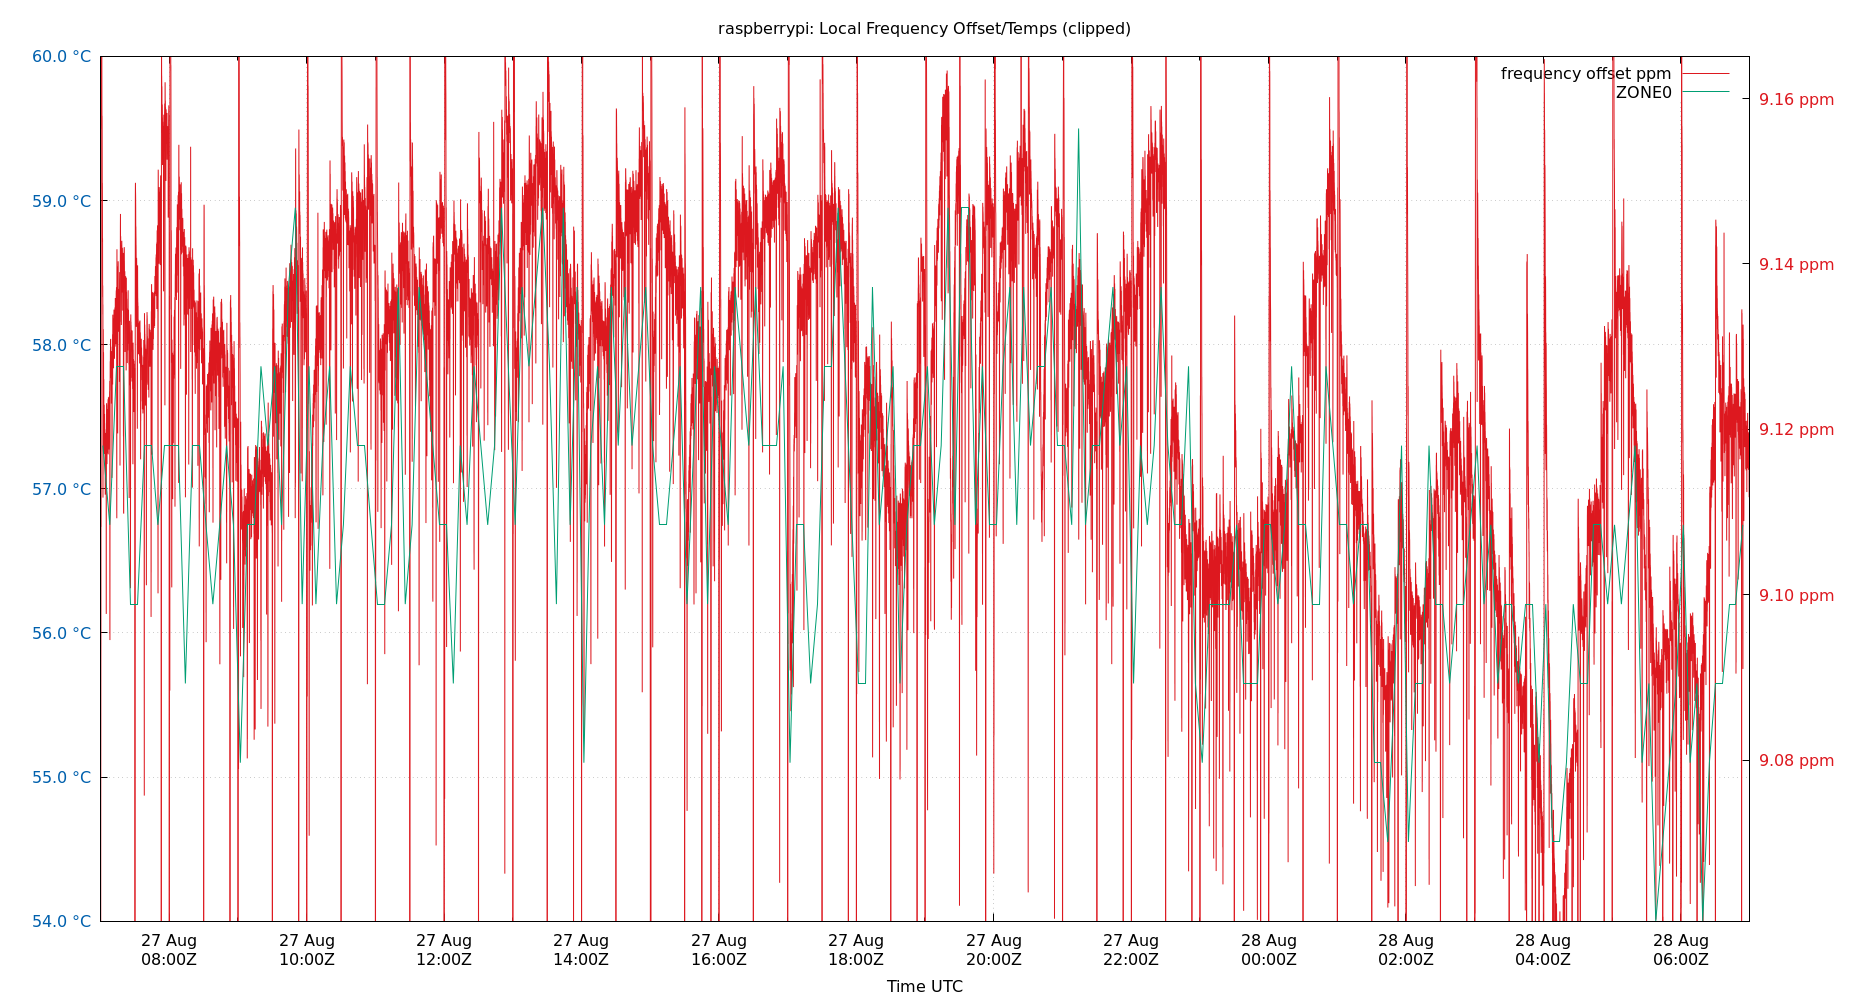 raspberrypi: Local Frequency Offset/Temps (clipped)
60.0 °C
59.0 °C
58.0 °C
57.0 °C
56.0 °C
55.0 °C
54.0 °C
frequency offset ppm
ZONE0
9.16 ppm
9.14 ppm
9.12 ppm
9.10 ppm
9.08 ppm
27 Aug
08:00Z
27 Aug
10:00Z
27 Aug
12:00Z
27 Aug
14:00Z
27 Aug
16:00Z
27 Aug
18:00Z
27 Aug
20:00Z
27 Aug
22:00Z
28 Aug
00:00Z
28 Aug
02:00Z
28 Aug
04:00Z
28 Aug
06:00Z
Time UTC